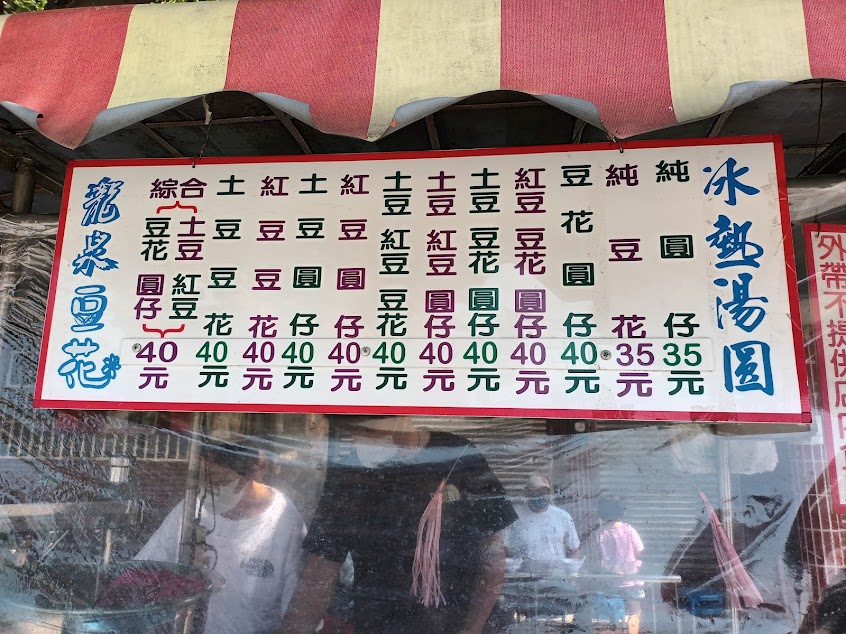 冰熱湯圓
純圓仔35元
純豆花35元
豆花圓仔40元
紅豆豆花圓仔40元
土豆豆花圓仔40元
土豆紅豆圓仔40元
土豆紅豆豆花40元
紅豆圓仔40元
土豆圓仔40元
紅豆豆花40元
土豆豆花40元
綜合
土豆紅豆
豆花圓仔
40元
龍泉豆花
外帶不提供店內